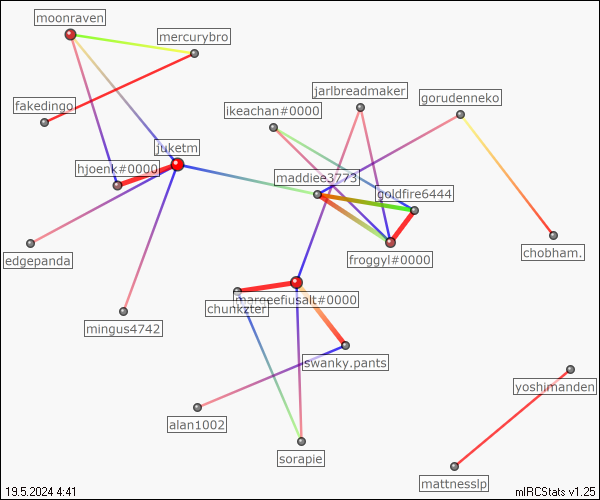 moonraven
mercurybro
fakedingo
jarlbreadmaker
gorudenneko
ikeachan#0000
juketm
hjoenk#0000
maddiee3773
goldfire6444
edgepanda
froggyl#0000
chobham.
margeefiusalt#0000
chunkzter
mingus4742
swanky.pants
yoshimanden
alan1002
sorapie
mattnesslp
19.5.2024 4:41
mIRCStats v1.25